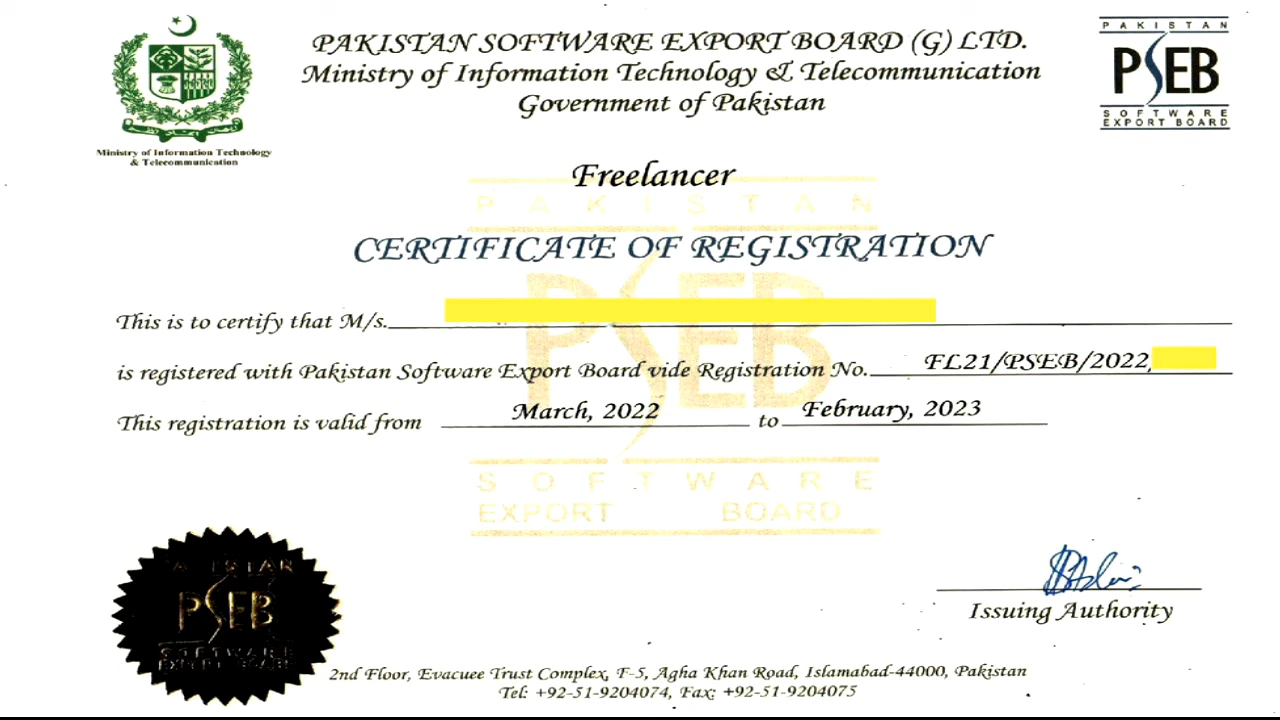 PAKISTAN SOFTWARE EXPORT BOARD (G) LTD.
Ministry of Information Technology & Telecommunication
Government of Pakistan
Ministry of Information Technology
& Telecommunication
PAKISTAN
PSEB
SOFTWARE
EXPORT BOARD
Freelancer
PAKISTAN
CERTIFICATE OF REGISTRATION
PSEB
This is to certify that M/s.
is registered with Pakistan Software Export Board vide Registration No. FL21/PSEB/2022
This registration is valid from March, 2022 to February, 2023
SOFTWARE
EXPORT BOARD
PAKISTAN
PSEB
SOFTWARE
EXPORT BOARD
Issuing Authority
2nd Floor, Evacuee Trust Complex, F-5, Agha Khan Road, Islamabad-44000, Pakistan
Tel: +92-51-9204074, Fax: +92-51-9204075